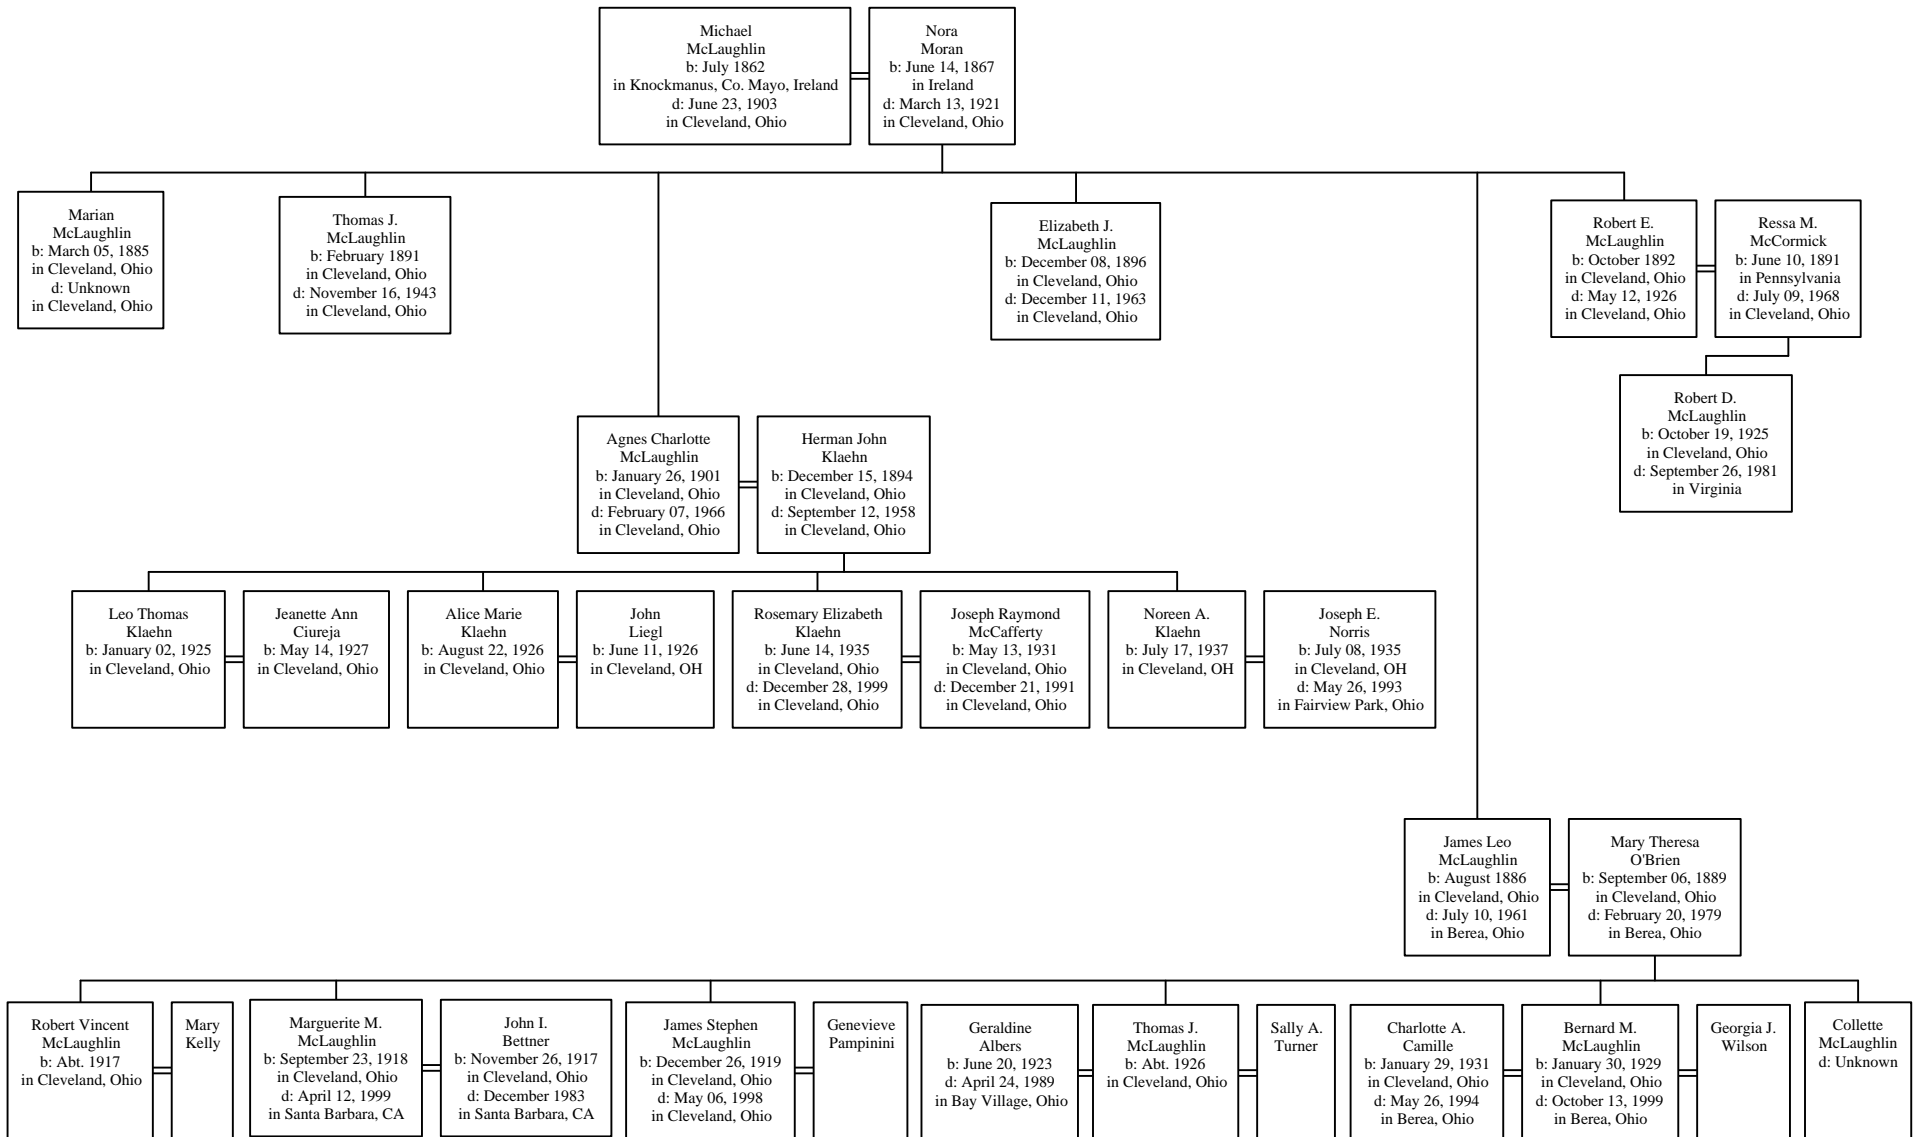 Michael
McLaughlin
b: July 1862
in Knockmanus, Co. Mayo, Ireland
d: June 23, 1903
in Cleveland, Ohio
Nora
Moran
b: June 14, 1867
in Ireland
d: March 13, 1921
in Cleveland, Ohio
Marian
McLaughlin
b: March 05, 1885
in Cleveland, Ohio
d: Unknown
in Cleveland, Ohio
Thomas J.
McLaughlin
b: February 1891
in Cleveland, Ohio
d: November 16, 1943
in Cleveland, Ohio
Elizabeth J.
McLaughlin
b: December 08, 1896
in Cleveland, Ohio
d: December 11, 1963
in Cleveland, Ohio
Robert E.
McLaughlin
b: October 1892
in Cleveland, Ohio
d: May 12, 1926
in Cleveland, Ohio
Ressa M.
McCormick
b: June 10, 1891
in Pennsylvania
d: July 09, 1968
in Cleveland, Ohio
Robert D.
McLaughlin
b: October 19, 1925
in Cleveland, Ohio
d: September 26, 1981
in Virginia
Agnes Charlotte
McLaughlin
b: January 26, 1901
in Cleveland, Ohio
d: February 07, 1966
in Cleveland, Ohio
Herman John
Klaehn
b: December 15, 1894
in Cleveland, Ohio
d: September 12, 1958
in Cleveland, Ohio
Leo Thomas
Klaehn
b: January 02, 1925
in Cleveland, Ohio
Jeanette Ann
Ciureja
b: May 14, 1927
in Cleveland, Ohio
Alice Marie
Klaehn
b: August 22, 1926
in Cleveland, Ohio
John
Liegl
b: June 11, 1926
in Cleveland, OH
Rosemary Elizabeth
Klaehn
b: June 14, 1935
in Cleveland, Ohio
d: December 28, 1999
in Cleveland, Ohio
Joseph Raymond
McCafferty
b: May 13, 1931
in Cleveland, Ohio
d: December 21, 1991
in Cleveland, Ohio
Noreen A.
Klaehn
b: July 17, 1937
in Cleveland, OH
Joseph E.
Norris
b: July 08, 1935
in Cleveland, OH
d: May 26, 1993
in Fairview Park, Ohio
James Leo
McLaughlin
b: August 1886
in Cleveland, Ohio
d: July 10, 1961
in Berea, Ohio
Mary Theresa
O'Brien
b: September 06, 1889
in Cleveland, Ohio
d: February 20, 1979
in Berea, Ohio
Robert Vincent
McLaughlin
b: Abt. 1917
in Cleveland, Ohio
Mary
Kelly
Marguerite M.
McLaughlin
b: September 23, 1918
in Cleveland, Ohio
d: April 12, 1999
in Santa Barbara, CA
John I.
Bettner
b: November 26, 1917
in Cleveland, Ohio
d: December 1983
in Santa Barbara, CA
James Stephen
McLaughlin
b: December 26, 1919
in Cleveland, Ohio
d: May 06, 1998
in Cleveland, Ohio
Genevieve
Pampinini
Geraldine
Albers
b: June 20, 1923
d: April 24, 1989
in Bay Village, Ohio
Thomas J.
McLaughlin
b: Abt. 1926
in Cleveland, Ohio
Sally A.
Turner
Charlotte A.
Camille
b: January 29, 1931
in Cleveland, Ohio
d: May 26, 1994
in Berea, Ohio
Bernard M.
McLaughlin
b: January 30, 1929
in Cleveland, Ohio
d: October 13, 1999
in Berea, Ohio
Georgia J.
Wilson
Collette
McLaughlin
d: Unknown